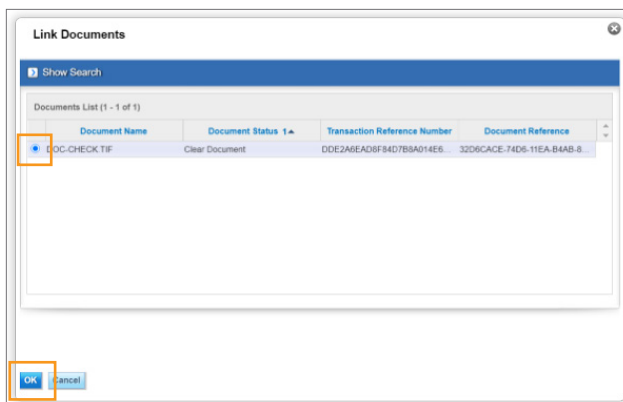 Link Documents
Show Search
Documents List (1 - 1 of 1)
Document Name Document Status 1 Transaction Reference Number Document Reference
DOC-CHECK TIF Clear Document DDE2A6EAD8F84D7B8A014E6... 32D6CACE-74D6-11EA-B4AB-8...
OK Cancel